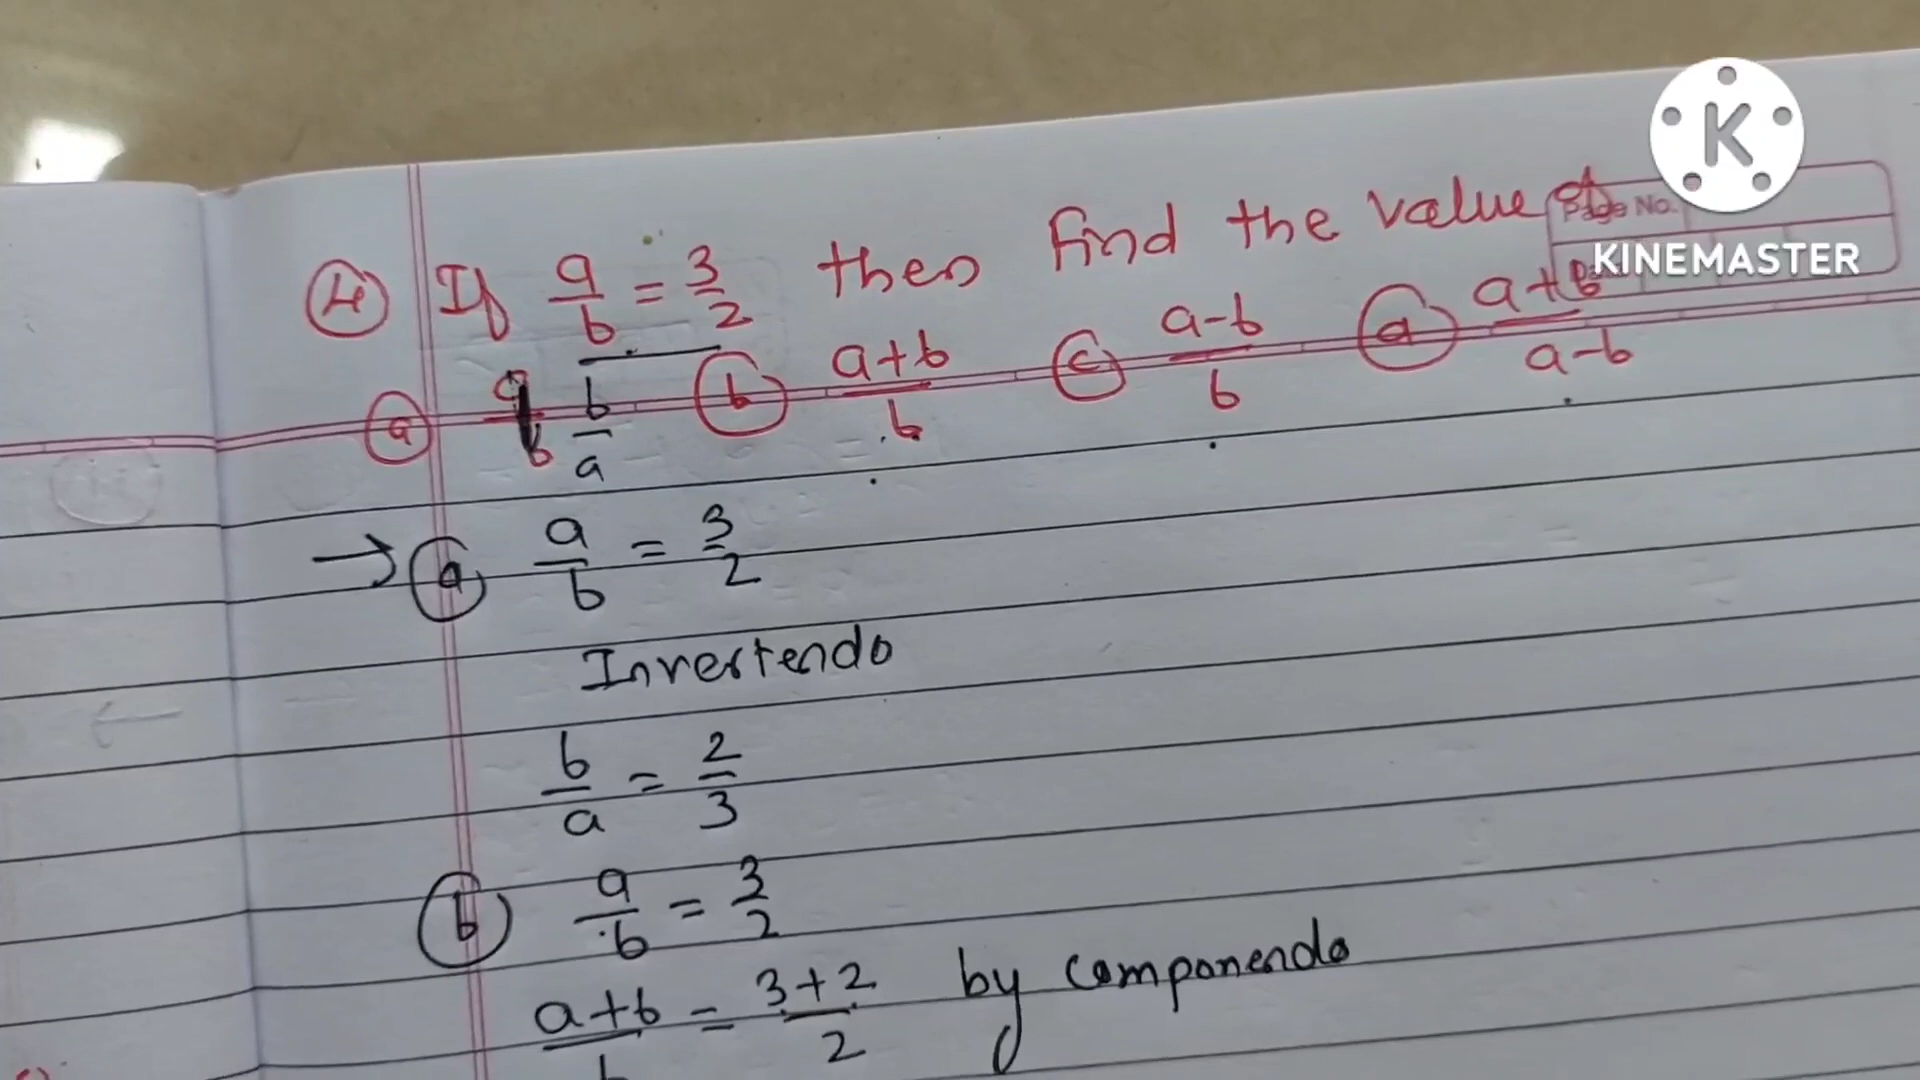 K
KINEMASTER
Page No.
④ If a/b = 3/2 then find the value of
ⓐ b/a ⓑ a+b/b ⓒ a-b/b ⓓ a+b/a-b
→ ⓐ a/b = 3/2
Invertendo
b/a = 2/3
ⓑ a/b = 3/2
a+b/b = 3+2/2 by componendo